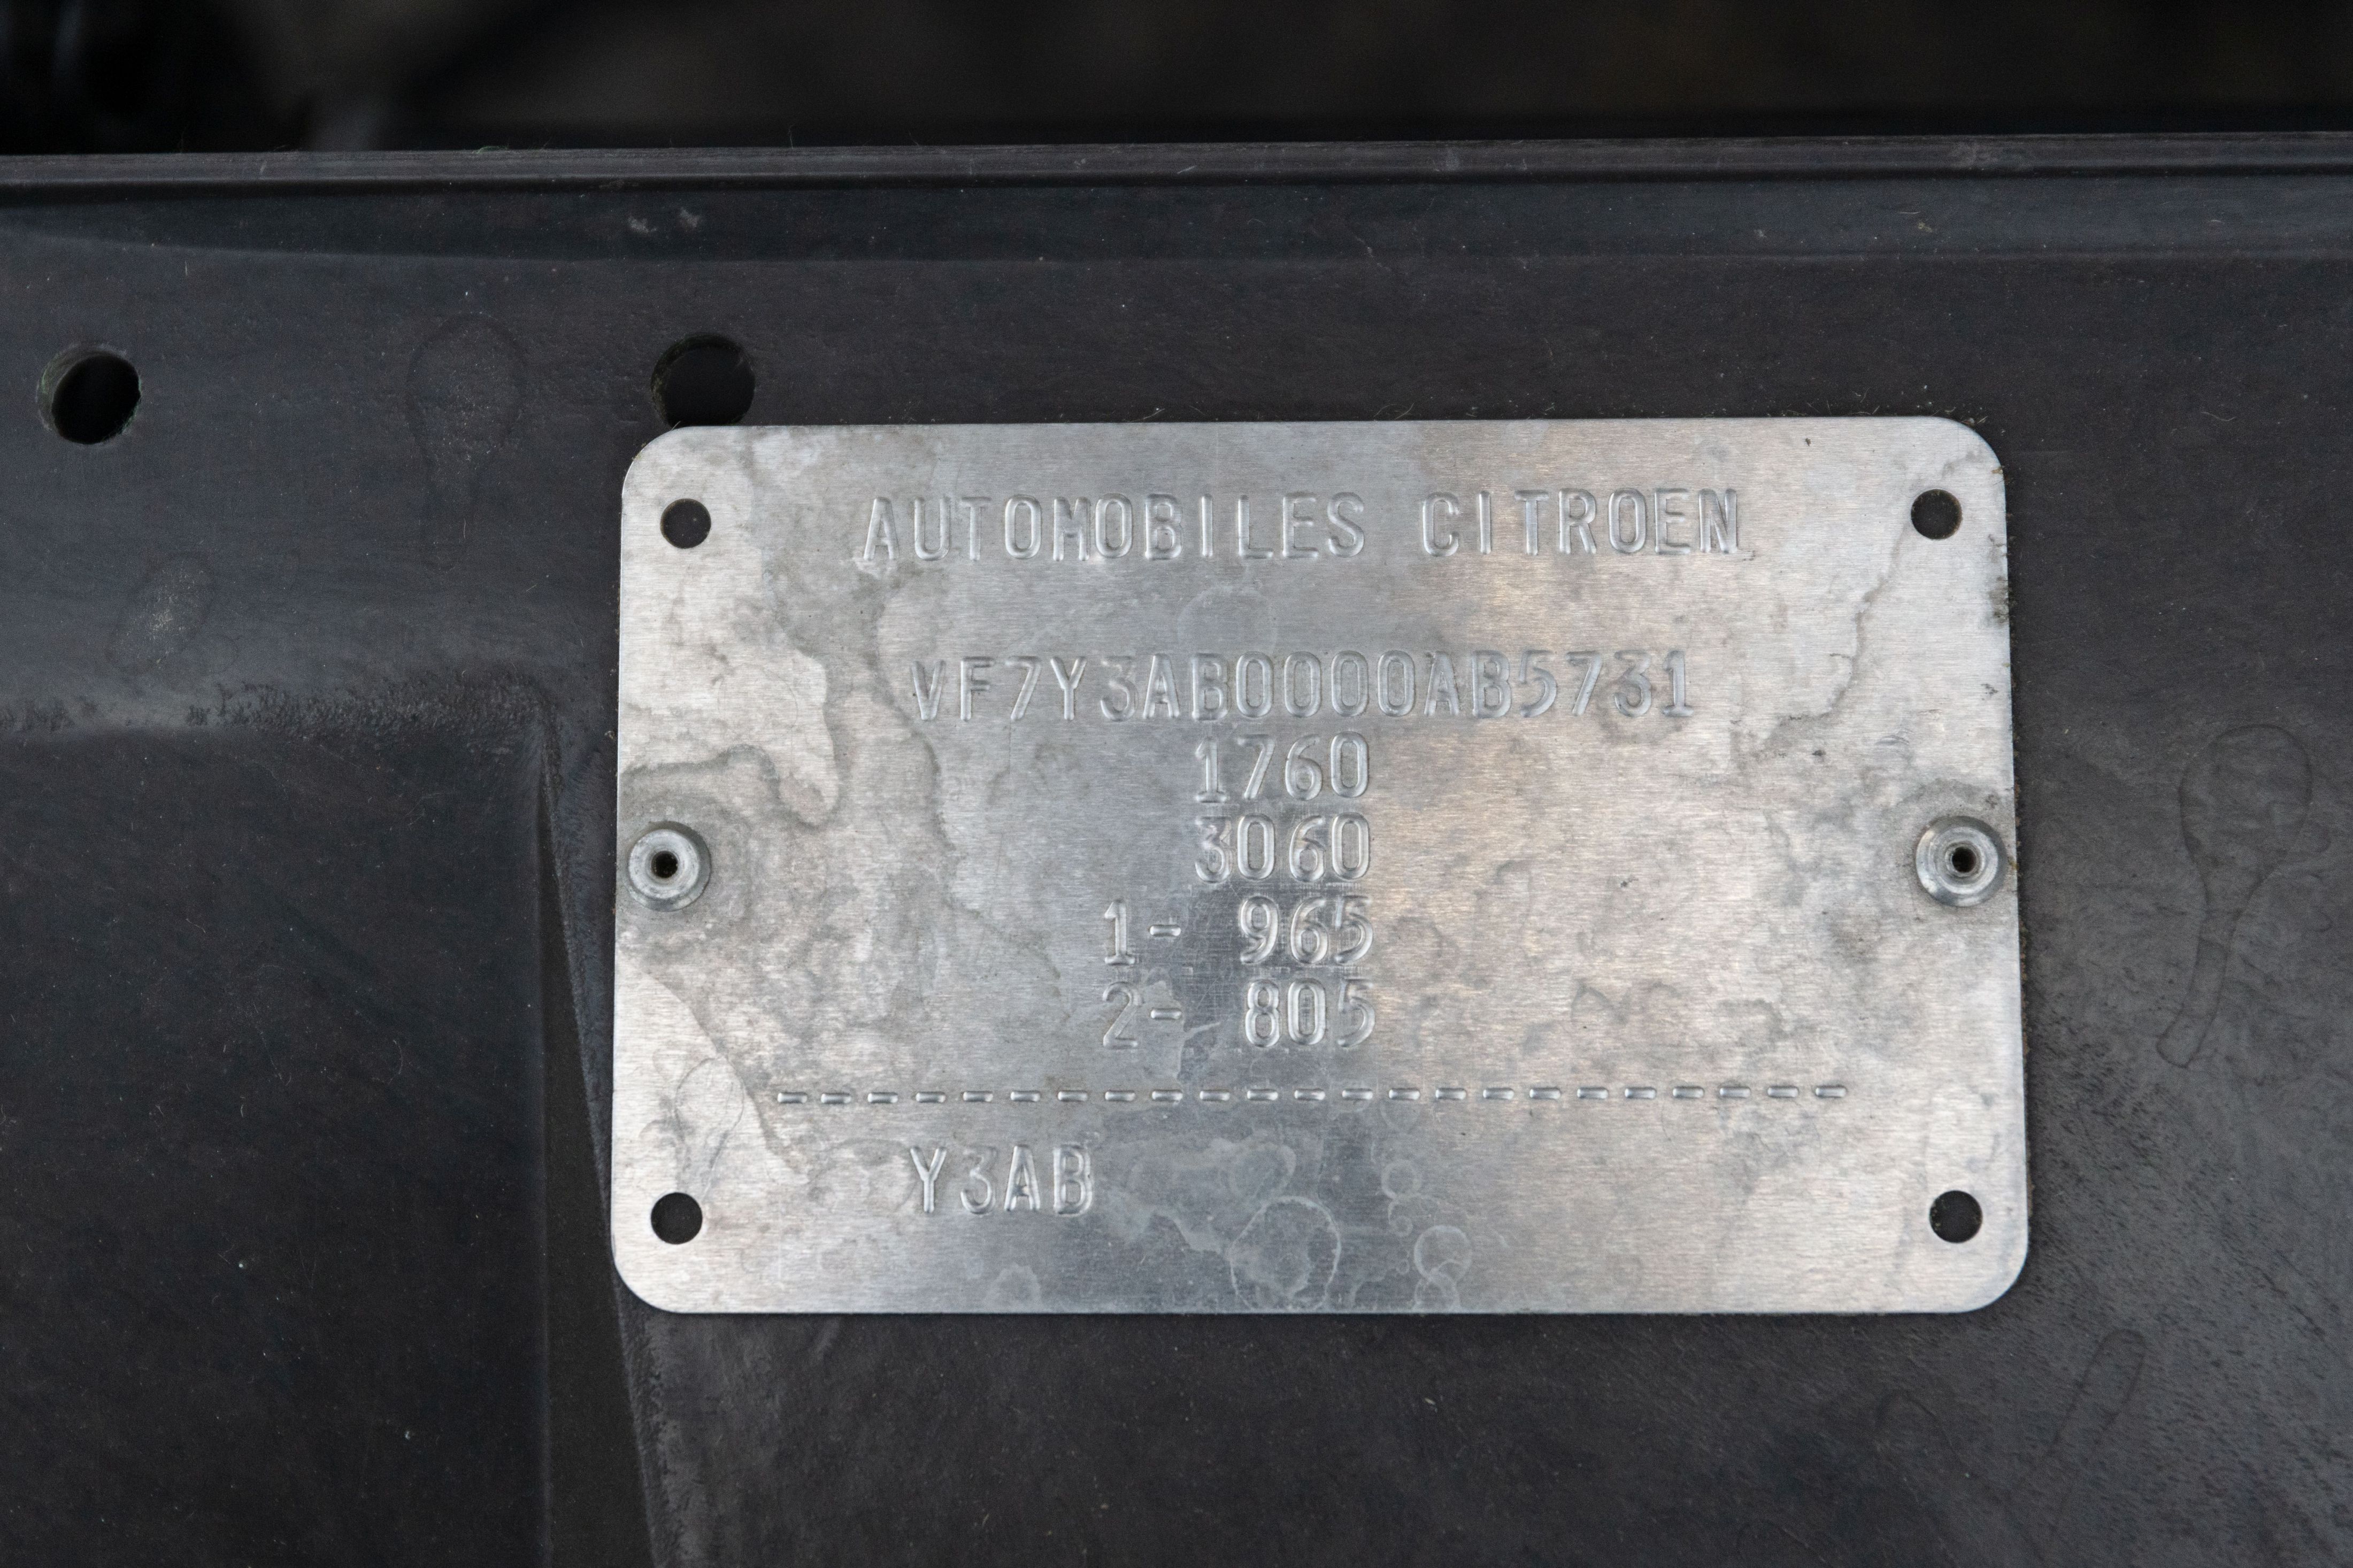 AUTOMOBILES CITROEN
VF7Y3AB0000AB5731
1760
3060
1- 965
2- 805
-----------------------
Y3AB